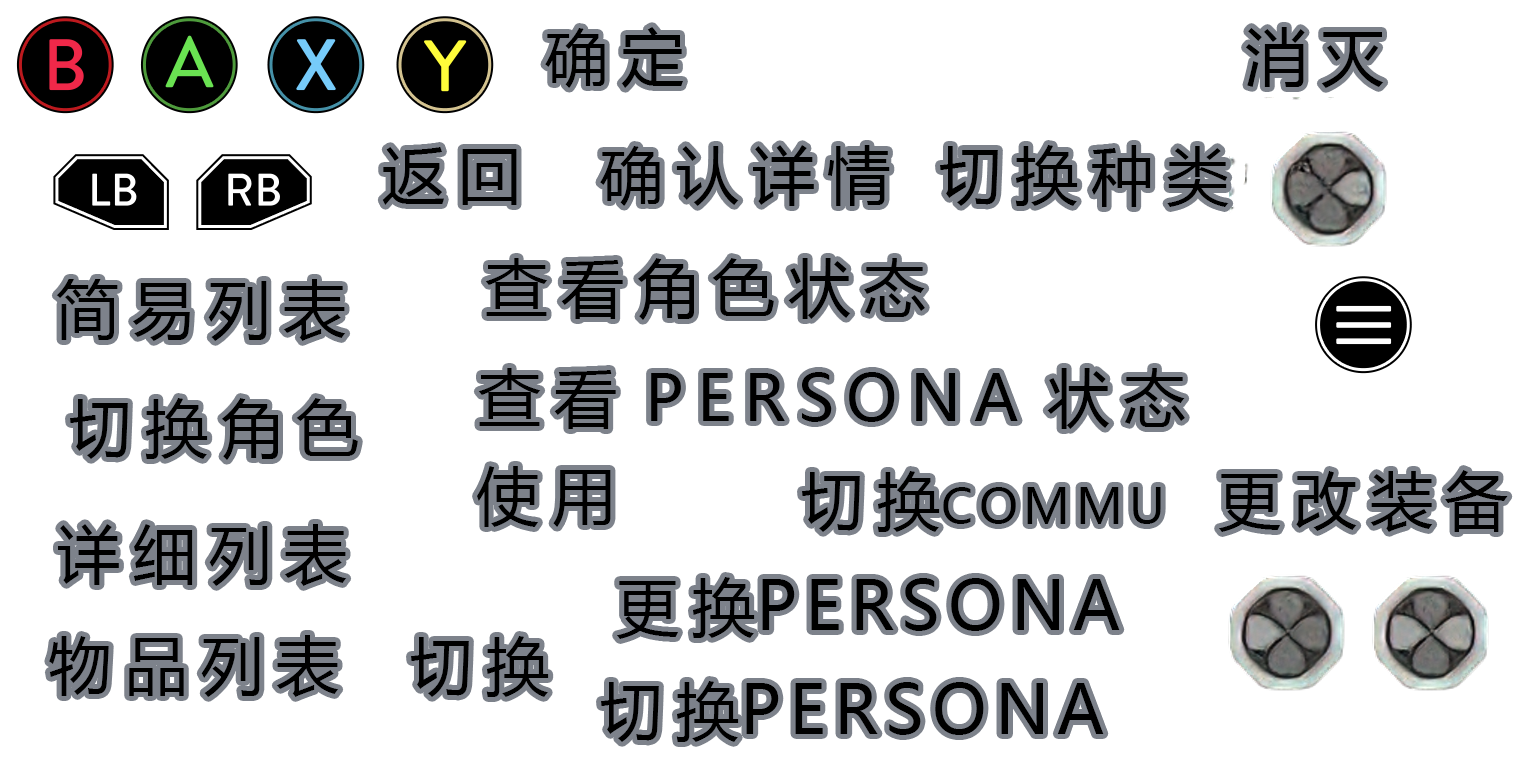 B A X Y 确定 消灭
LB RB 返回 确认详情 切换种类
简易列表 查看角色状态
查看 PERSONA 状态
切换角色
使用 切换COMMU 更改装备
详细列表
更换PERSONA
物品列表 切换
切换PERSONA